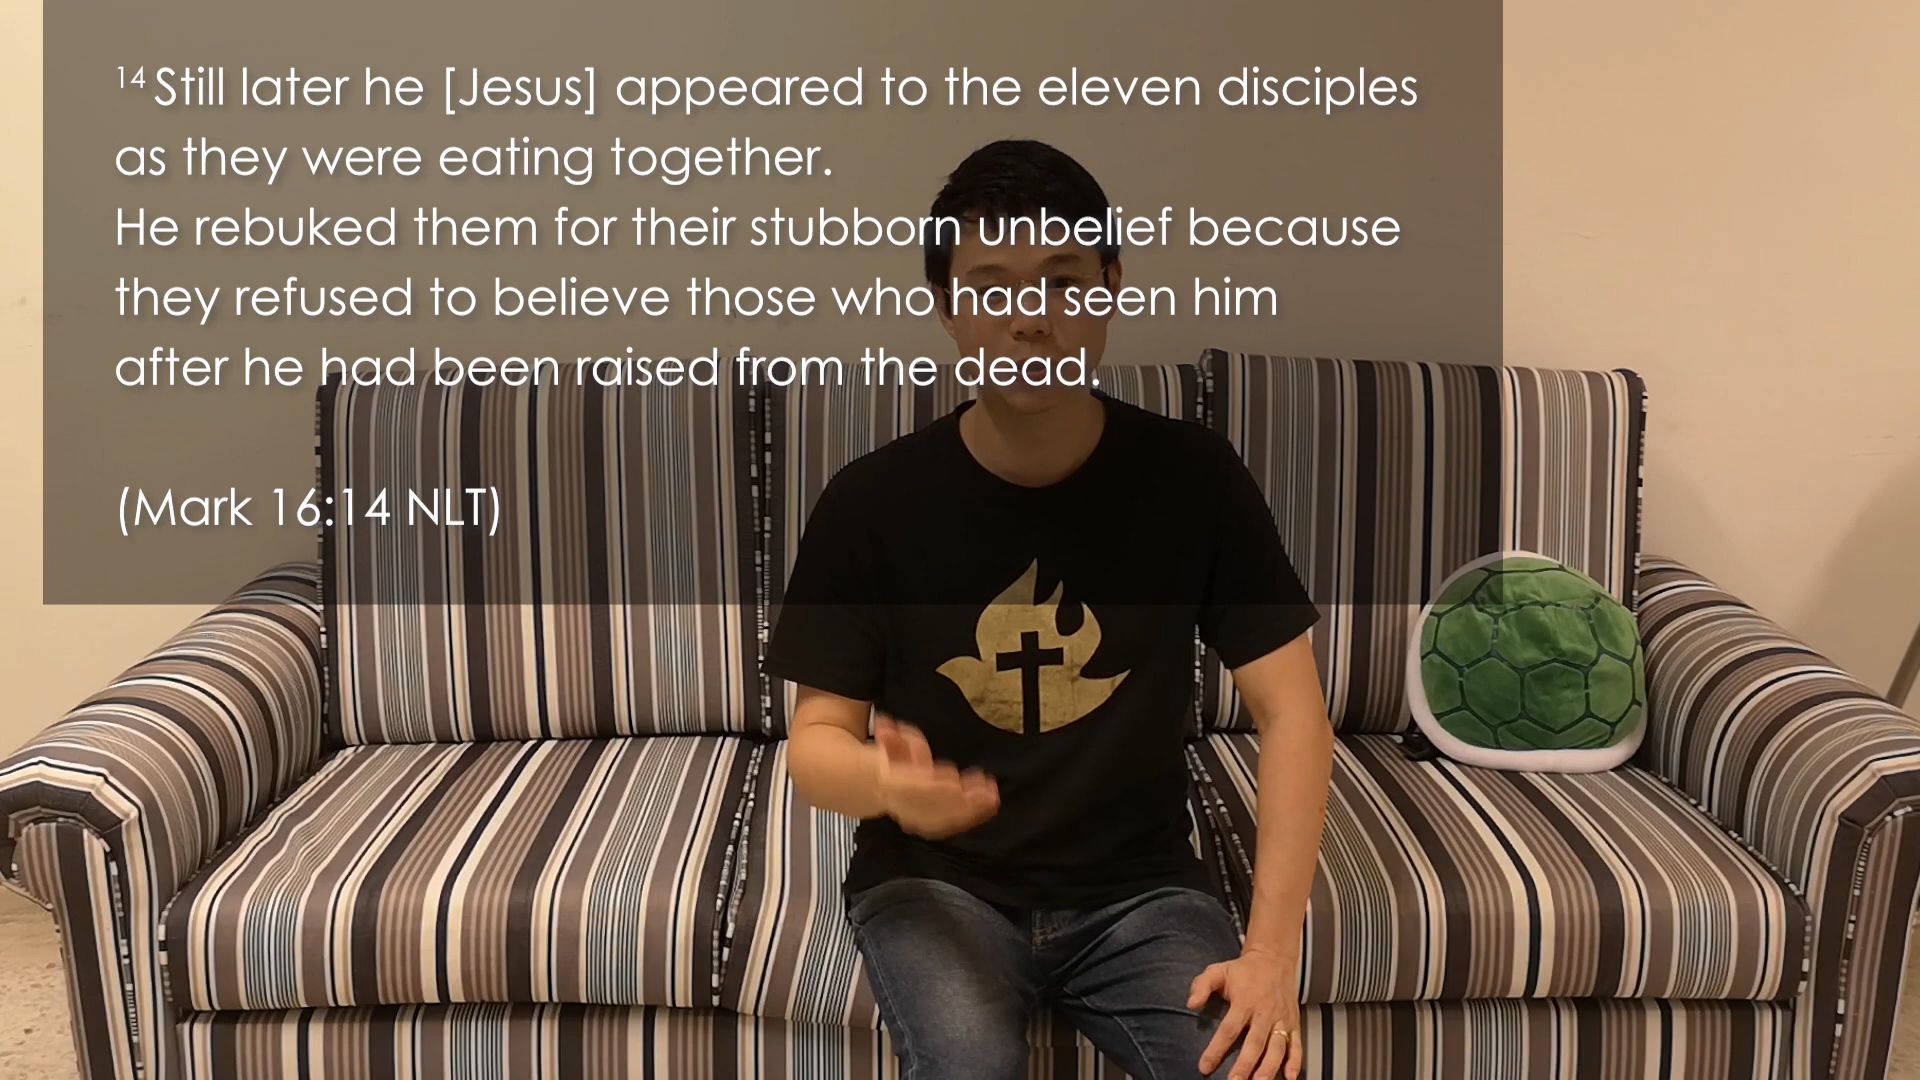 14 Still later he [Jesus] appeared to the eleven disciples
as they were eating together.
He rebuked them for their stubborn unbelief because
they refused to believe those who had seen him
after he had been raised from the dead.
(Mark 16:14 NLT)